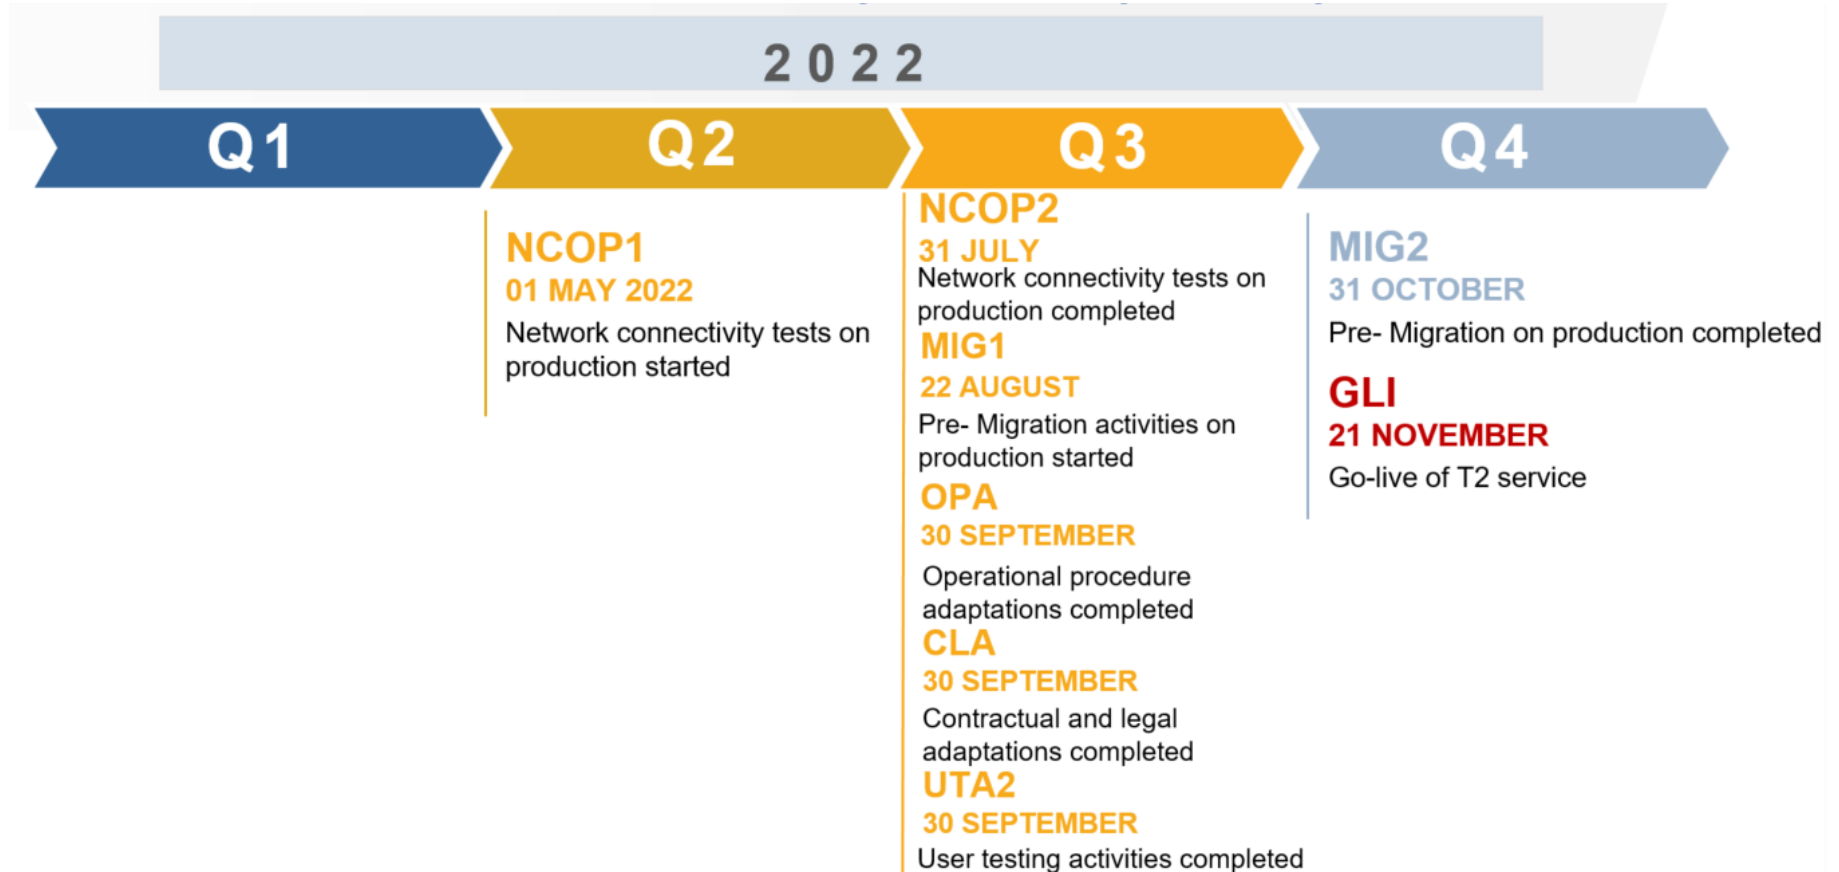 2022
Q1
Q2
Q3
Q4
NCOP1
01 MAY 2022
Network connectivity tests on
production started
NCOP2
31 JULY
Network connectivity tests on
production completed
MIG1
22 AUGUST
Pre- Migration activities on
production started
OPA
30 SEPTEMBER
Operational procedure
adaptations completed
CLA
30 SEPTEMBER
Contractual and legal
adaptations completed
UTA2
30 SEPTEMBER
User testing activities completed
MIG2
31 OCTOBER
Pre- Migration on production completed
GLI
21 NOVEMBER
Go-live of T2 service